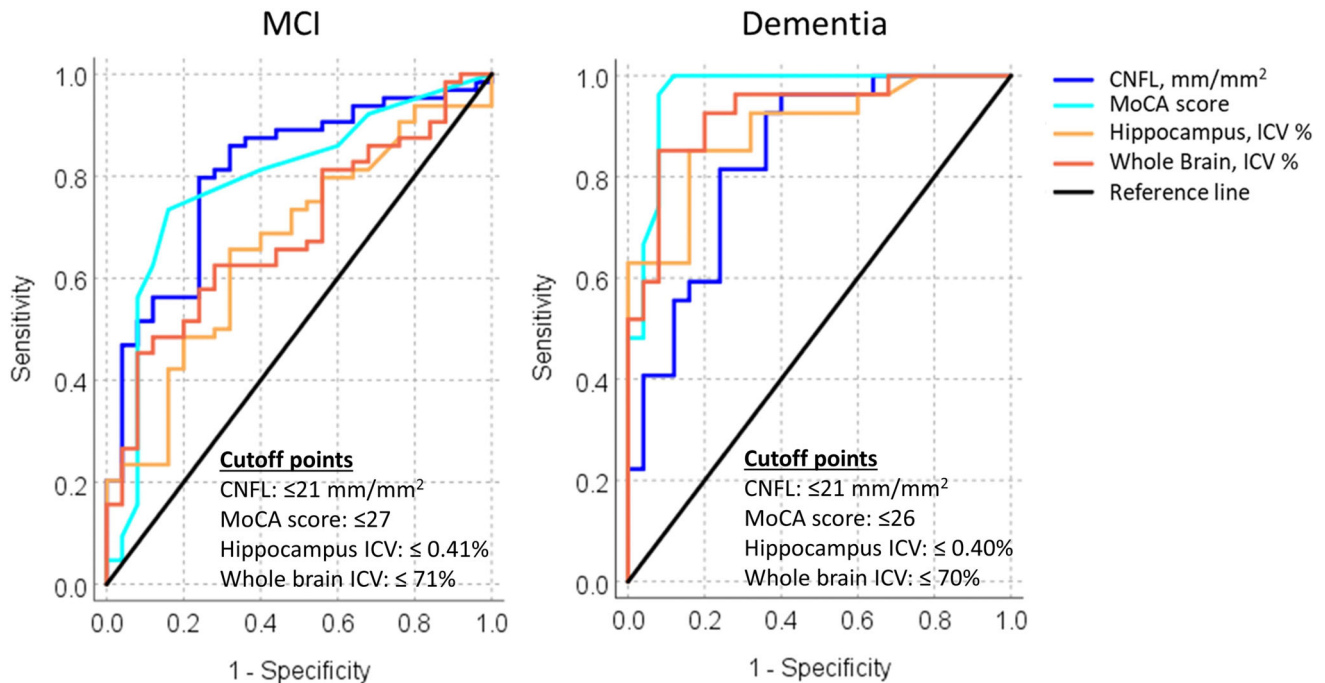 MCI
1.0
0.8
0.6
0.4
0.2
0.0
Sensitivity
0.0 0.2 0.4 0.6 0.8 1.0
1 - Specificity
Cutoff points
CNFL: ≤21 mm/mm²
MoCA score: ≤27
Hippocampus ICV: ≤ 0.41%
Whole brain ICV: ≤ 71%
Dementia
1.0
0.8
0.6
0.4
0.2
0.0
Sensitivity
0.0 0.2 0.4 0.6 0.8 1.0
1 - Specificity
Cutoff points
CNFL: ≤21 mm/mm²
MoCA score: ≤26
Hippocampus ICV: ≤ 0.40%
Whole brain ICV: ≤ 70%
CNFL, mm/mm²
MoCA score
Hippocampus, ICV %
Whole Brain, ICV %
Reference line